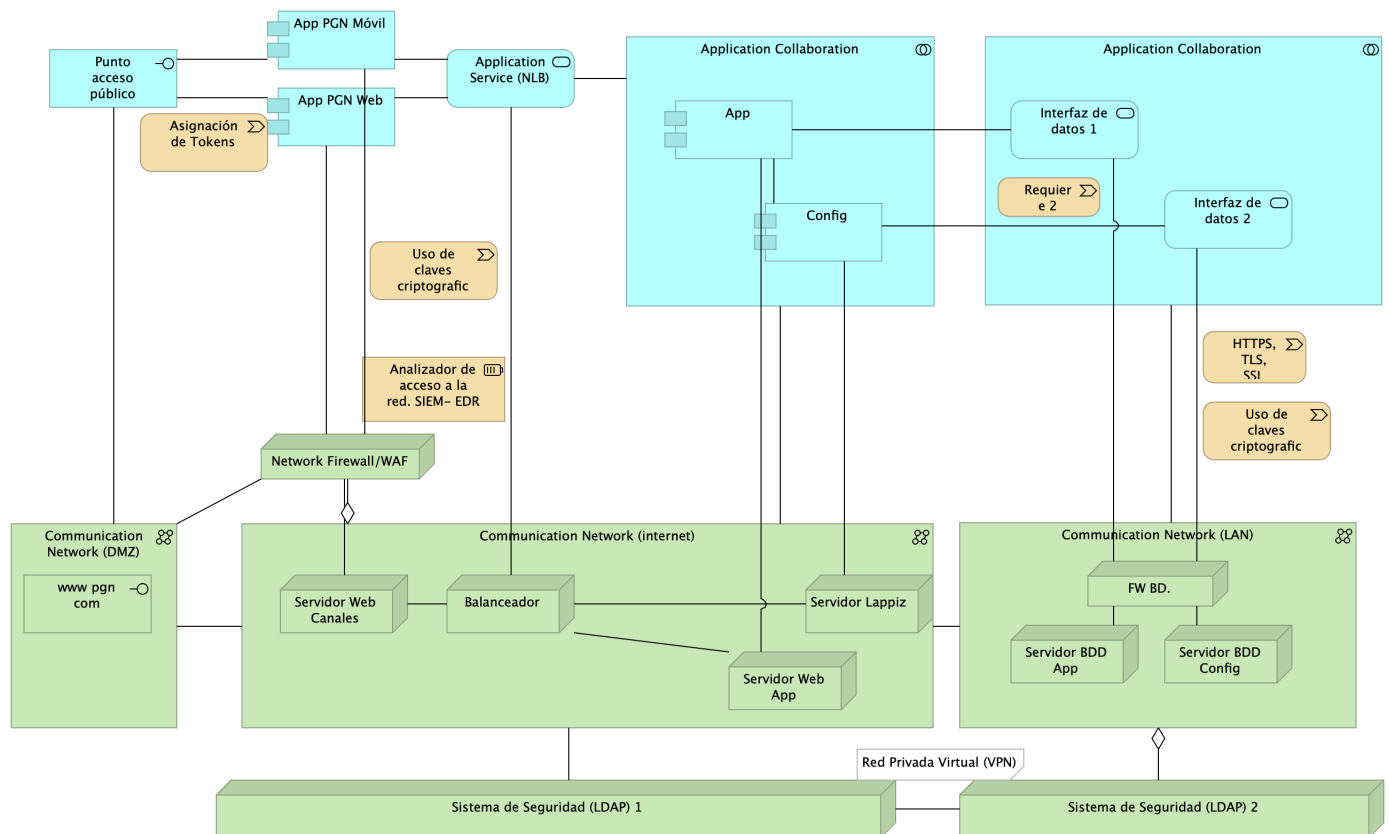 App PGN Móvil
Punto
acceso
público
Application
Service (NLB)
Application Collaboration
Application Collaboration
App PGN Web
Asignación
de Tokens
App
Interfaz de
datos 1
Requier
e 2
Interfaz de
datos 2
Config
Uso de
claves
criptografic
HTTPS,
TLS,
SSL
Analizador de
acceso a la
red. SIEM- EDR
Uso de
claves
criptografic
Network Firewall/WAF
Communication
Network (DMZ)
Communication Network (internet)
Communication Network (LAN)
www pgn
com
Servidor Web
Canales
Balanceador
Servidor Lappiz
FW BD.
Servidor BDD
App
Servidor BDD
Config
Servidor Web
App
Red Privada Virtual (VPN)
Sistema de Seguridad (LDAP) 1
Sistema de Seguridad (LDAP) 2